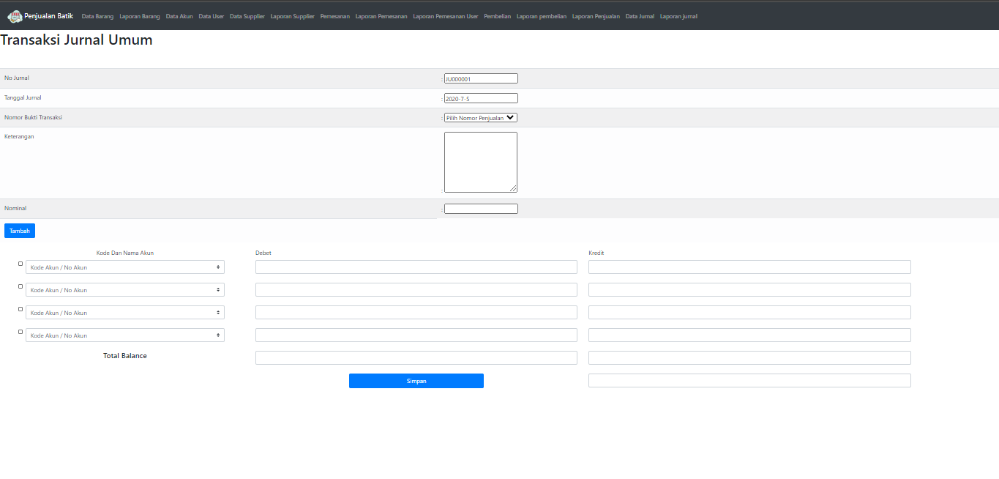 Penjualan Batik Data Barang Laporan Barang Data Akun Data User Data Supplier Laporan Supplier Pemesanan Laporan Pemesanan Laporan Pemesanan User Pembelian Laporan pembelian Laporan Penjualan Data Jurnal Laporan jurnal
Transaksi Jurnal Umum
No Jurnal : JU000001
Tanggal Jurnal : 2020-7-5
Nomor Bukti Transaksi : Pilih Nomor Penjualan
Keterangan :
Nominal :
Tambah
Kode Dan Nama Akun Debet Kredit
Kode Akun / No Akun
Kode Akun / No Akun
Kode Akun / No Akun
Kode Akun / No Akun
Total Balance
Simpan